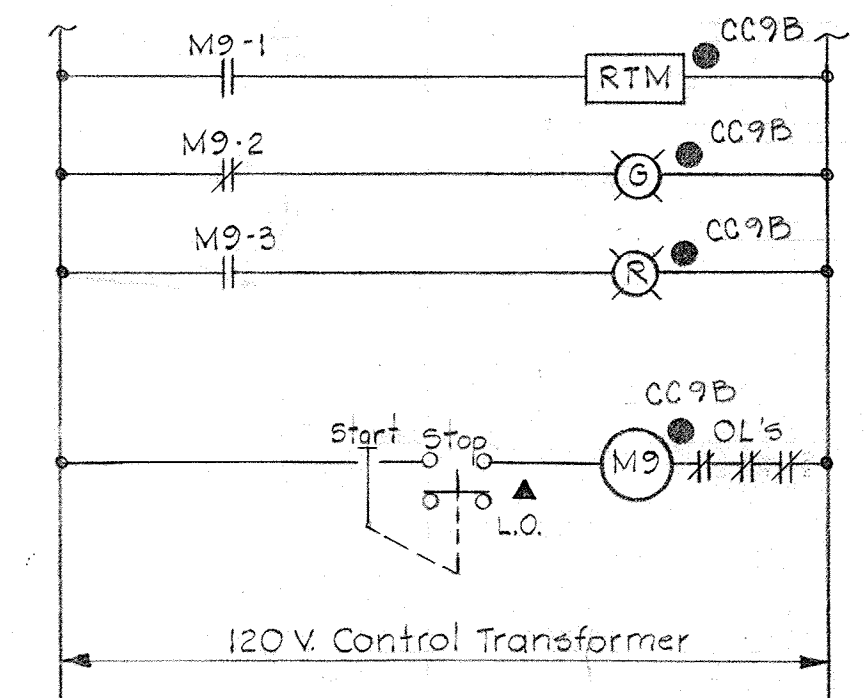 M9-1
CC9B
RTM
M9-2
CC9B
G
M9-3
CC9B
R
CC9B
Start
Stop
OL's
M9
L.O.
120 V. Control Transformer